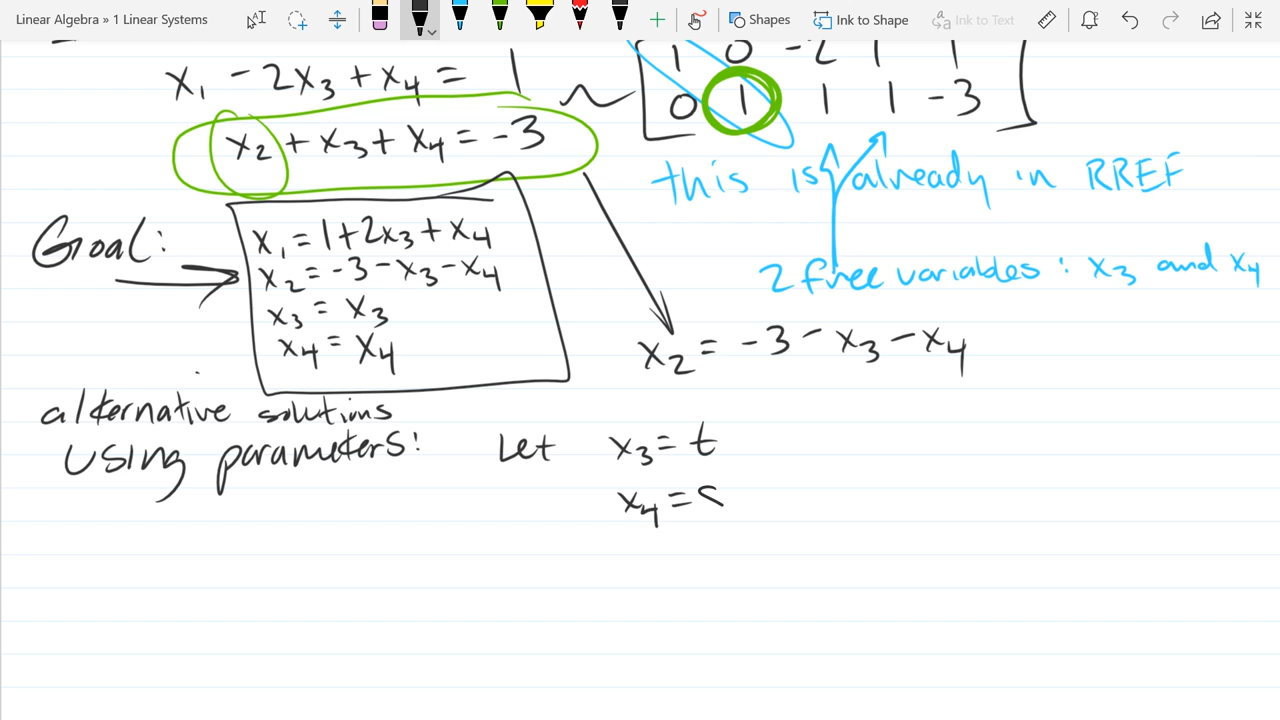 Linear Algebra » 1 Linear Systems
Shapes
Ink to Shape
Ink to Text
x₁ - 2x₃ + x₄ = 1
x₂ + x₃ + x₄ = -3
~
1 0 -2 1 1
0 1 1 1 -3
this is already in RREF
2 free variables: x₃ and x₄
Goal:
x₁ = 1 + 2x₃ + x₄
x₂ = -3 - x₃ - x₄
x₃ = x₃
x₄ = x₄
x₂ = -3 - x₃ - x₄
alternative solutions
using parameters: Let x₃ = t
x₄ = s